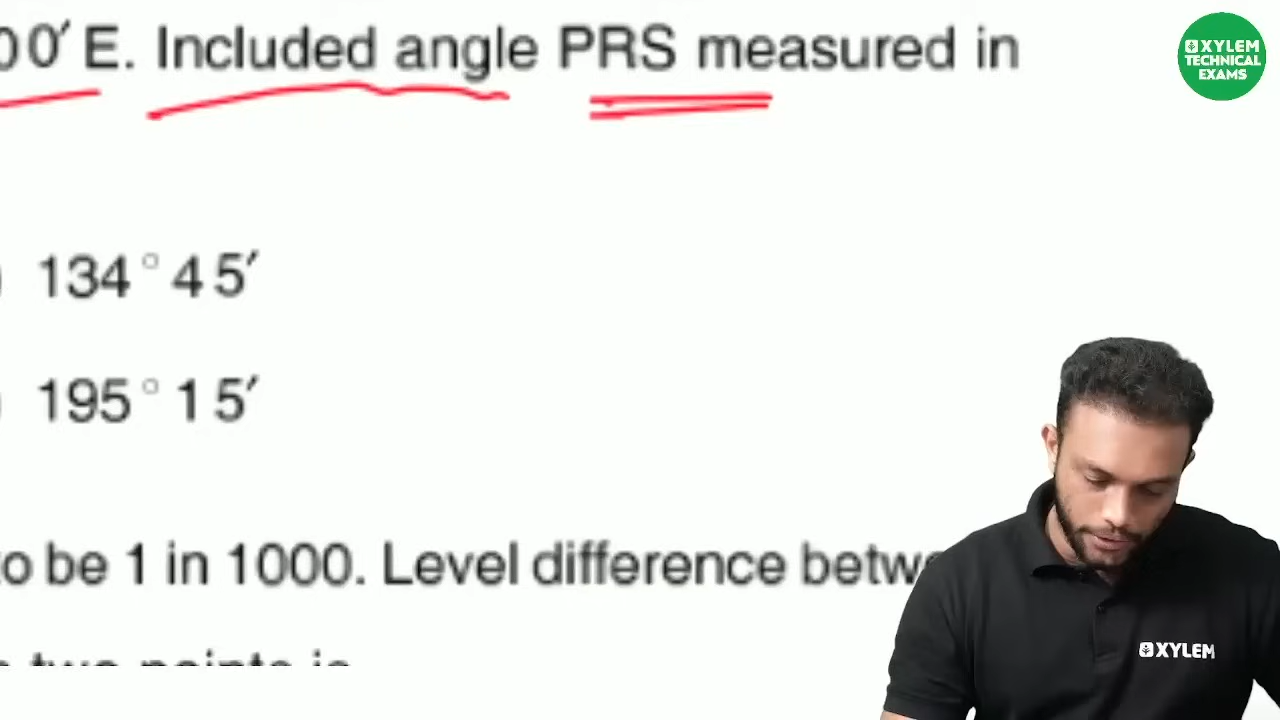 00′ E. Included angle PRS measured in
XYLEM
TECHNICAL
EXAMS
134° 45′
195° 15′
to be 1 in 1000. Level difference
XYLEM